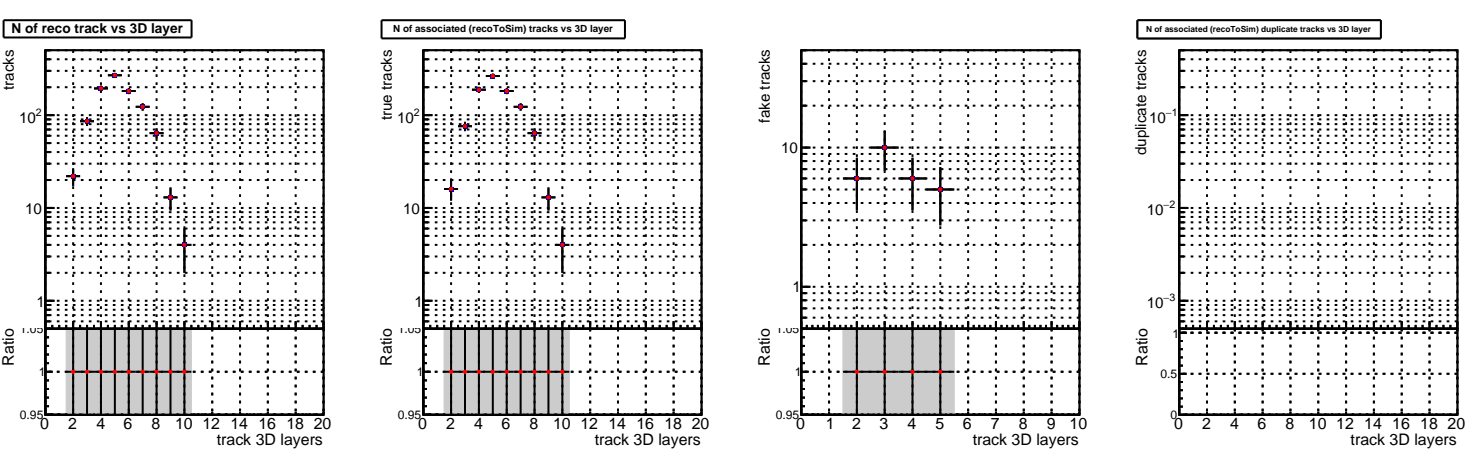 N of reco track vs 3D layer
tracks
10²
10
1
Ratio
1.05
1
0.95
0 2 4 6 8 10 12 14 16 18 20
track 3D layers
N of associated (recoToSim) tracks vs 3D layer
true tracks
10²
10
1
Ratio
1.05
1
0.95
0 2 4 6 8 10 12 14 16 18 20
track 3D layers
fake tracks
10
1
Ratio
1.05
1
0.95
0 1 2 3 4 5 6 7 8 9 10
track 3D layers
N of associated (recoToSim) duplicate tracks vs 3D layer
duplicate tracks
10⁻¹
10⁻²
10⁻³
Ratio
1
0.5
0
0 2 4 6 8 10 12 14 16 18 20
track 3D layers